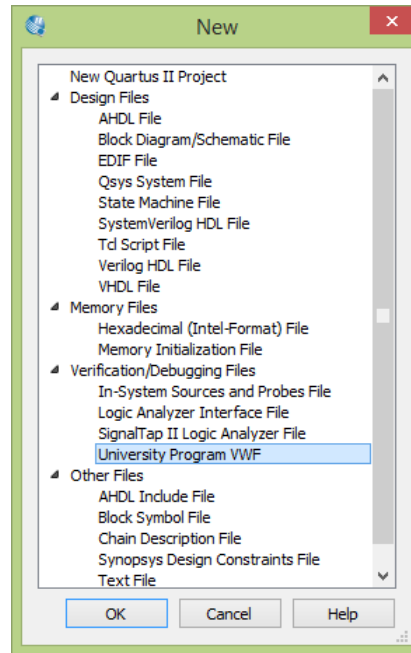 New
New Quartus II Project
Design Files
AHDL File
Block Diagram/Schematic File
EDIF File
Qsys System File
State Machine File
SystemVerilog HDL File
Tcl Script File
Verilog HDL File
VHDL File
Memory Files
Hexadecimal (Intel-Format) File
Memory Initialization File
Verification/Debugging Files
In-System Sources and Probes File
Logic Analyzer Interface File
SignalTap II Logic Analyzer File
University Program VWF
Other Files
AHDL Include File
Block Symbol File
Chain Description File
Synopsys Design Constraints File
Text File
OK Cancel Help